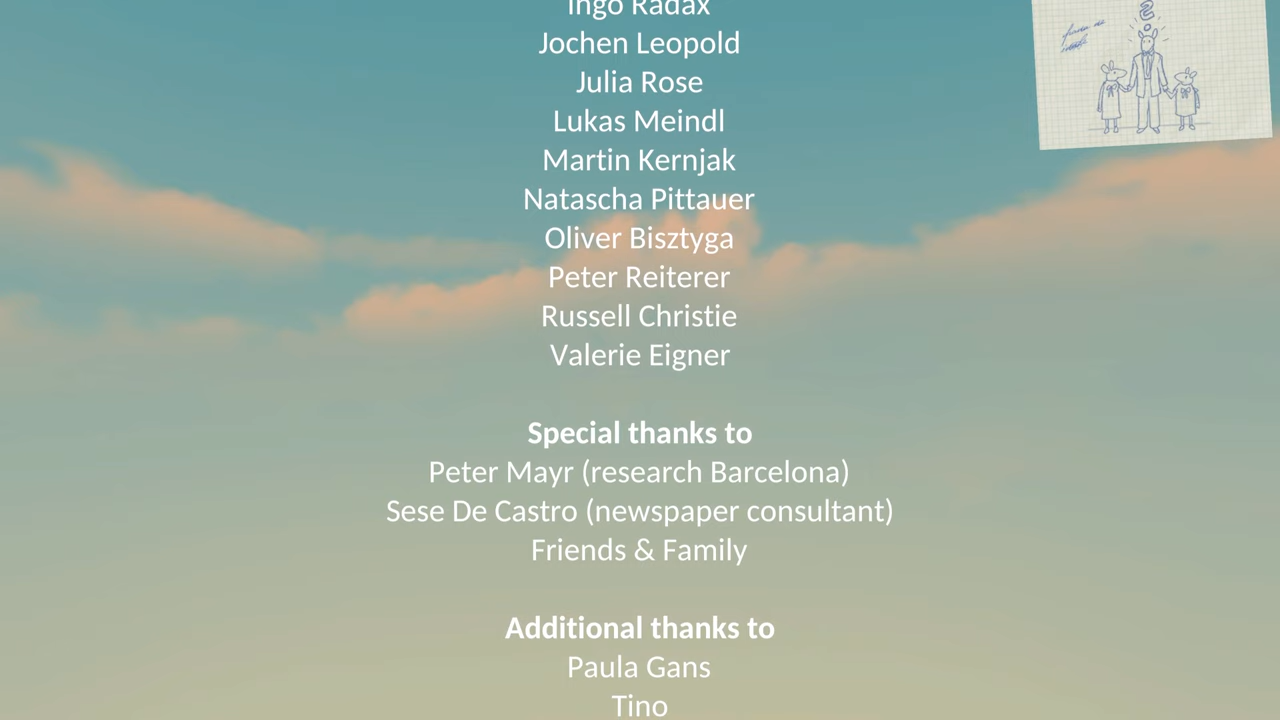 Ingo Radax
Jochen Leopold
Julia Rose
Lukas Meindl
Martin Kernjak
Natascha Pittauer
Oliver Bisztyga
Peter Reiterer
Russell Christie
Valerie Eigner
Special thanks to
Peter Mayr (research Barcelona)
Sese De Castro (newspaper consultant)
Friends & Family
Additional thanks to
Paula Gans
Tino